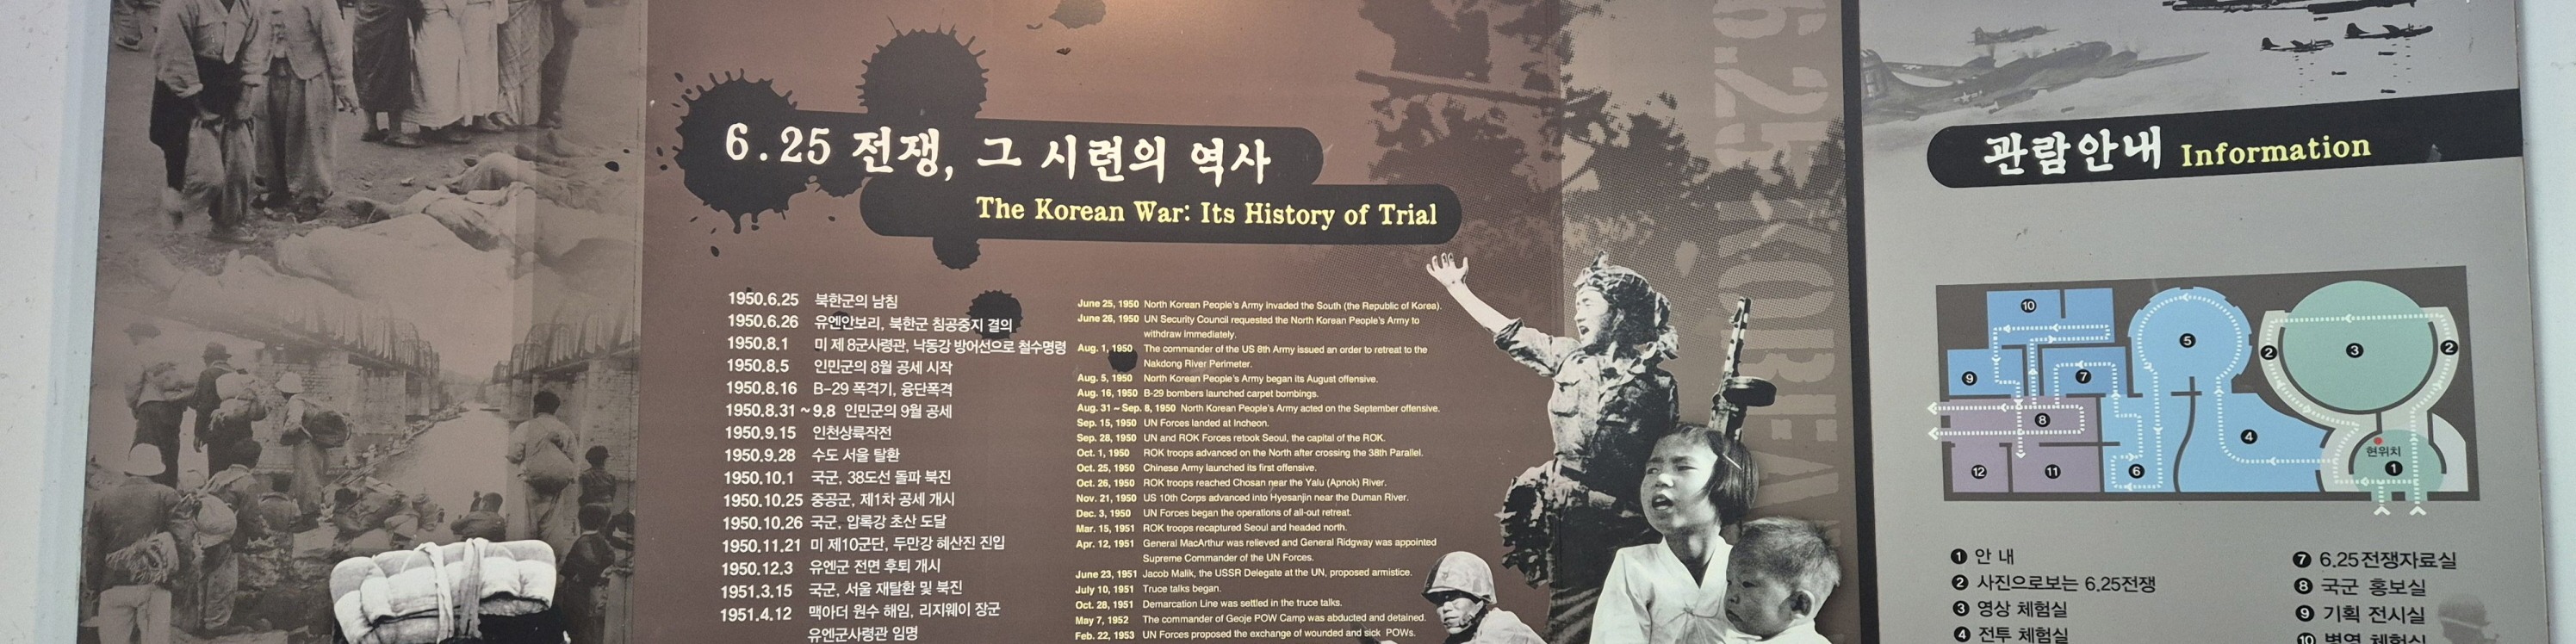 6.25 전쟁, 그 시련의 역사
The Korean War: Its History of Trial
1950.6.25 북한군의 남침
1950.6.26 유엔안보리, 북한군 침공중지 결의
1950.8.1 미 제8군사령관, 낙동강 방어선으로 철수명령
1950.8.5 인민군의 8월 공세 시작
1950.8.16 B-29 폭격기, 융단폭격
1950.8.31 ~ 9.8 인민군의 9월 공세
1950.9.15 인천상륙작전
1950.9.28 수도 서울 탈환
1950.10.1 국군, 38도선 돌파 북진
1950.10.25 중공군, 제1차 공세 개시
1950.10.26 국군, 압록강 초산 도달
1950.11.21 미 제10군단, 두만강 혜산진 진입
1950.12.3 유엔군 전면 후퇴 개시
1951.3.15 국군, 서울 재탈환 및 북진
1951.4.12 맥아더 원수 해임, 리지웨이 장군
유엔군사령관 임명
June 25, 1950 North Korean People's Army invaded the South (the Republic of Korea).
June 26, 1950 UN Security Council requested the North Korean People's Army to
withdraw immediately.
Aug. 1, 1950 The commander of the US 8th Army issued an order to retreat to the
Nakdong River Perimeter.
Aug. 5, 1950 North Korean People's Army began its August offensive.
Aug. 16, 1950 B-29 bombers launched carpet bombings.
Aug. 31 ~ Sep. 8, 1950 North Korean People's Army acted on the September offensive.
Sep. 15, 1950 UN Forces landed at Incheon.
Sep. 28, 1950 UN and ROK Forces retook Seoul, the capital of the ROK.
Oct. 1, 1950 ROK troops advanced on the North after crossing the 38th Parallel.
Oct. 25, 1950 Chinese Army launched its first offensive.
Oct. 26, 1950 ROK troops reached Chosan near the Yalu (Apnok) River.
Nov. 21, 1950 US 10th Corps advanced into Hyesanjin near the Duman River.
Dec. 3, 1950 UN Forces began the operations of all-out retreat.
Mar. 15, 1951 ROK troops recaptured Seoul and headed north.
Apr. 12, 1951 General MacArthur was relieved and General Ridgway was appointed
Supreme Commander of the UN Forces.
June 23, 1951 Jacob Malik, the USSR Delegate at the UN, proposed armistice.
July 10, 1951 Truce talks began.
Oct. 28, 1951 Demarcation Line was settled in the truce talks.
May 7, 1952 The commander of Geoje POW Camp was abducted and detained.
Feb. 22, 1953 UN Forces proposed the exchange of wounded and sick POWs.
6.25 KOREAN
관람안내 Information
10
9
7
8
12
11
6
5
4
2
3
2
현위치
1
1 안 내
2 사진으로보는 6.25전쟁
3 영상 체험실
4 전투 체험실
7 6.25전쟁자료실
8 국군 홍보실
9 기획 전시실
10 병영 체험실